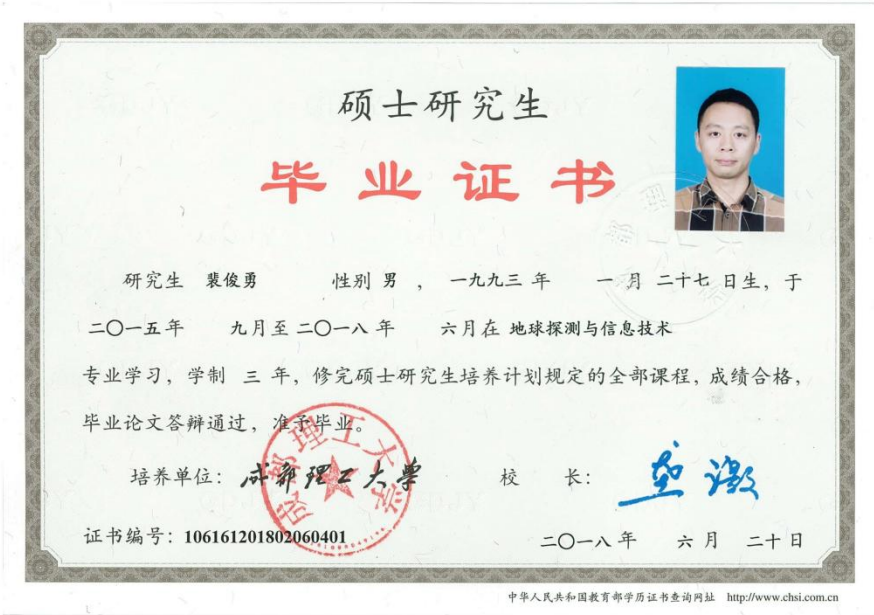 硕士研究生
毕业证书
研究生 裴俊勇 性别 男 ， 一九九三 年 一 月 二十七 日生，于
二〇一五年 九月至 二〇一八 年 六月在 地球探测与信息技术
专业学习，学制 三 年，修完硕士研究生培养计划规定的全部课程，成绩合格，
毕业论文答辩通过，准予毕业。
培养单位：成都理工大学 校 长：
成都理工大学
证书编号：106161201802060401 二〇一八 年 六 月 二十 日
中华人民共和国教育部学历证书查询网址 http://www.chsi.com.cn